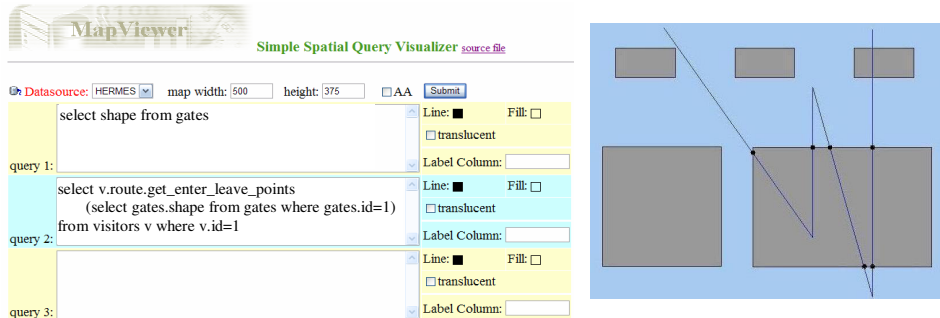 MapViewer
Simple Spatial Query Visualizer source file
Datasource: HERMES map width: 500 height: 375 AA Submit
query 1:
select shape from gates
Line: Fill:
translucent
Label Column:
query 2:
select v.route.get_enter_leave_points
(select gates.shape from gates where gates.id=1)
from visitors v where v.id=1
Line: Fill:
translucent
Label Column:
query 3:
Line: Fill:
translucent
Label Column: